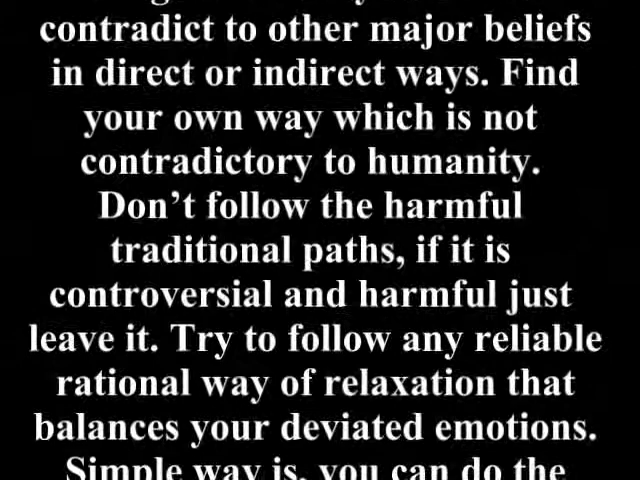 contradict to other major beliefs
in direct or indirect ways. Find
your own way which is not
contradictory to humanity.
Don’t follow the harmful
traditional paths, if it is
controversial and harmful just
leave it. Try to follow any reliable
rational way of relaxation that
balances your deviated emotions.
Simple way is, you can do the